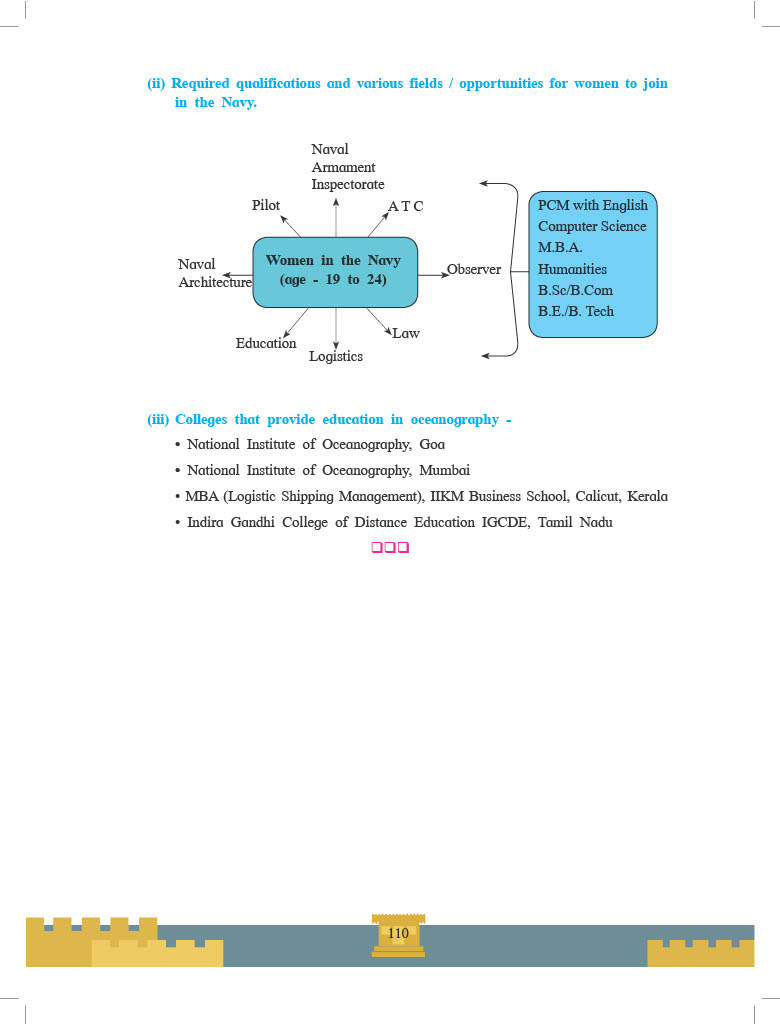 (ii) Required qualifications and various fields / opportunities for women to join
in the Navy.
Naval
Armament
Inspectorate
Pilot
A T C
Naval
Architecture
Women in the Navy
(age - 19 to 24)
Observer
Education
Logistics
Law
PCM with English
Computer Science
M.B.A.
Humanities
B.Sc/B.Com
B.E./B. Tech
(iii) Colleges that provide education in oceanography -
• National Institute of Oceanography, Goa
• National Institute of Oceanography, Mumbai
• MBA (Logistic Shipping Management), IIKM Business School, Calicut, Kerala
• Indira Gandhi College of Distance Education IGCDE, Tamil Nadu
❑❑❑
110